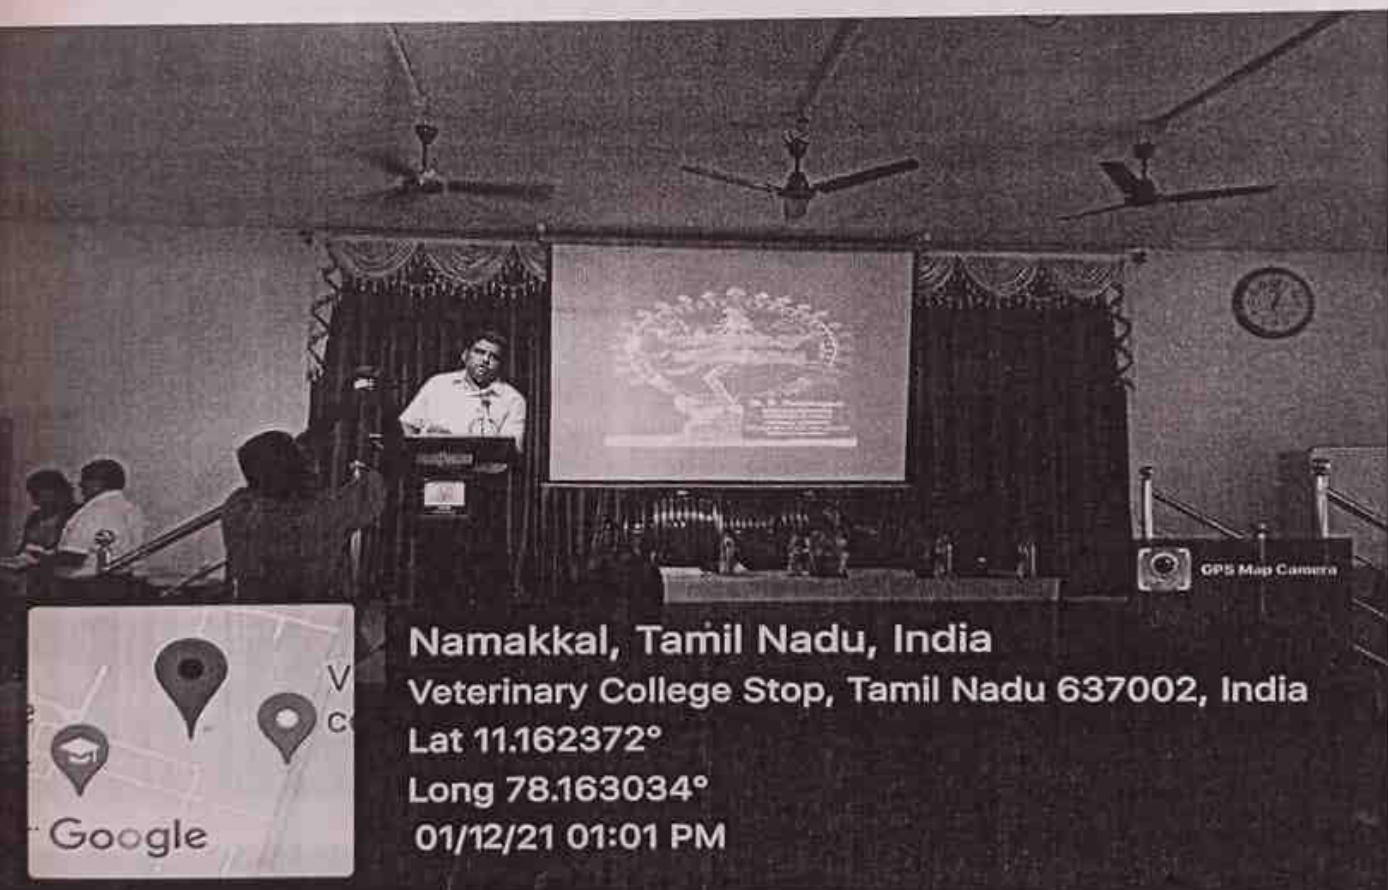 GPS Map Camera
V
C
Google
Namakkal, Tamil Nadu, India
Veterinary College Stop, Tamil Nadu 637002, India
Lat 11.162372°
Long 78.163034°
01/12/21 01:01 PM